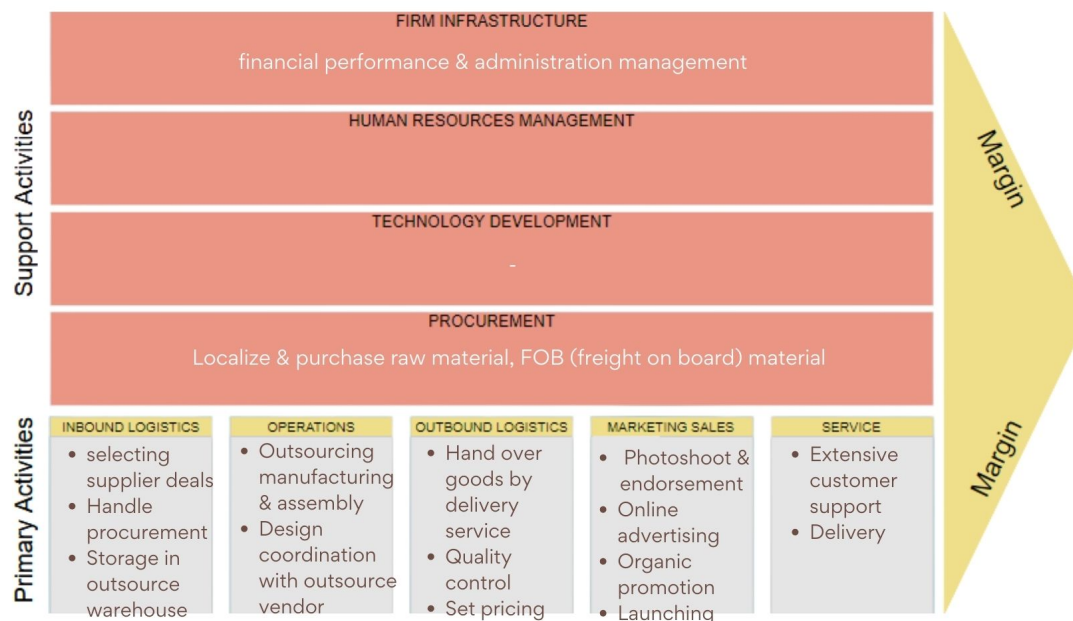 FIRM INFRASTRUCTURE
financial performance & administration management
HUMAN RESOURCES MANAGEMENT
TECHNOLOGY DEVELOPMENT
-
PROCUREMENT
Localize & purchase raw material, FOB (freight on board) material
Support Activities
Margin
Margin
Primary Activities
INBOUND LOGISTICS
• selecting
supplier deals
• Handle
procurement
• Storage in
outsource
warehouse
OPERATIONS
• Outsourcing
manufacturing
& assembly
• Design
coordination
with outsource
vendor
OUTBOUND LOGISTICS
• Hand over
goods by
delivery
service
• Quality
control
• Set pricing
MARKETING SALES
• Photoshoot &
endorsement
• Online
advertising
• Organic
promotion
• Launching
SERVICE
• Extensive
customer
support
• Delivery